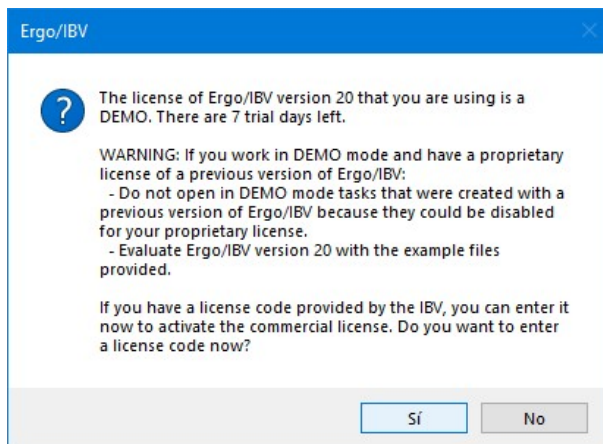 Ergo/IBV
The license of Ergo/IBV version 20 that you are using is a
DEMO. There are 7 trial days left.
WARNING: If you work in DEMO mode and have a proprietary
license of a previous version of Ergo/IBV:
- Do not open in DEMO mode tasks that were created with a
previous version of Ergo/IBV because they could be disabled
for your proprietary license.
- Evaluate Ergo/IBV version 20 with the example files
provided.
If you have a license code provided by the IBV, you can enter it
now to activate the commercial license. Do you want to enter
a license code now?
Sí
No